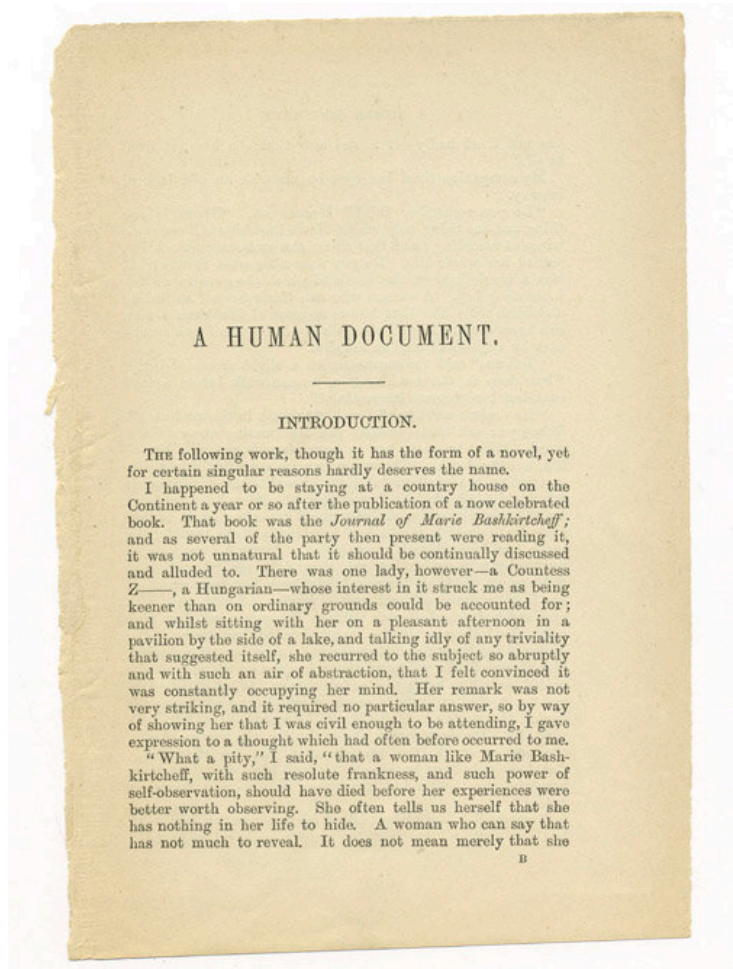 A HUMAN DOCUMENT.
INTRODUCTION.
THE following work, though it has the form of a novel, yet
for certain singular reasons hardly deserves the name.
I happened to be staying at a country house on the
Continent a year or so after the publication of a now celebrated
book. That book was the Journal of Marie Bashkirtcheff;
and as several of the party then present were reading it,
it was not unnatural that it should be continually discussed
and alluded to. There was one lady, however—a Countess
Z——, a Hungarian—whose interest in it struck me as being
keener than on ordinary grounds could be accounted for;
and whilst sitting with her on a pleasant afternoon in a
pavilion by the side of a lake, and talking idly of any triviality
that suggested itself, she recurred to the subject so abruptly
and with such an air of abstraction, that I felt convinced it
was constantly occupying her mind. Her remark was not
very striking, and it required no particular answer, so by way
of showing her that I was civil enough to be attending, I gave
expression to a thought which had often before occurred to me.
"What a pity," I said, "that a woman like Marie Bash-
kirtcheff, with such resolute frankness, and such power of
self-observation, should have died before her experiences were
better worth observing. She often tells us herself that she
has nothing in her life to hide. A woman who can say that
has not much to reveal. It does not mean merely that she
B